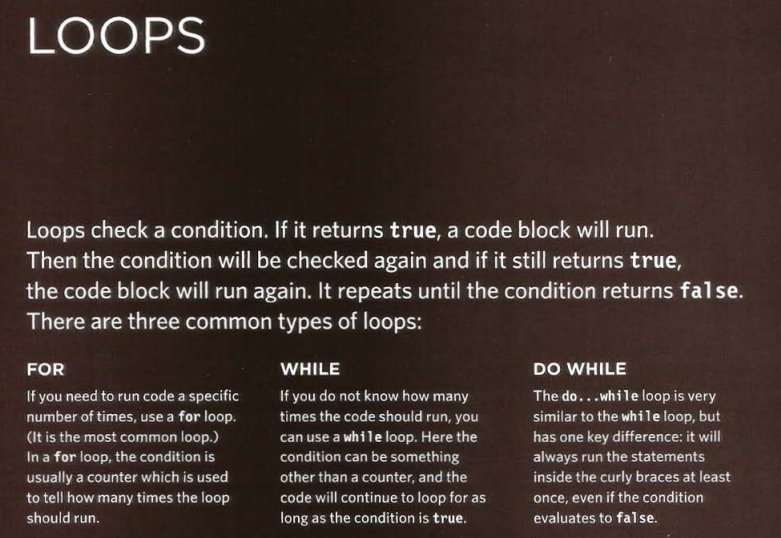 LOOPS
Loops check a condition. If it returns true, a code block will run.
Then the condition will be checked again and if it still returns true,
the code block will run again. It repeats until the condition returns false.
There are three common types of loops:
FOR
If you need to run code a specific
number of times, use a for loop.
(It is the most common loop.)
In a for loop, the condition is
usually a counter which is used
to tell how many times the loop
should run.
WHILE
If you do not know how many
times the code should run, you
can use a while loop. Here the
condition can be something
other than a counter, and the
code will continue to loop for as
long as the condition is true.
DO WHILE
The do...while loop is very
similar to the while loop, but
has one key difference: it will
always run the statements
inside the curly braces at least
once, even if the condition
evaluates to false.